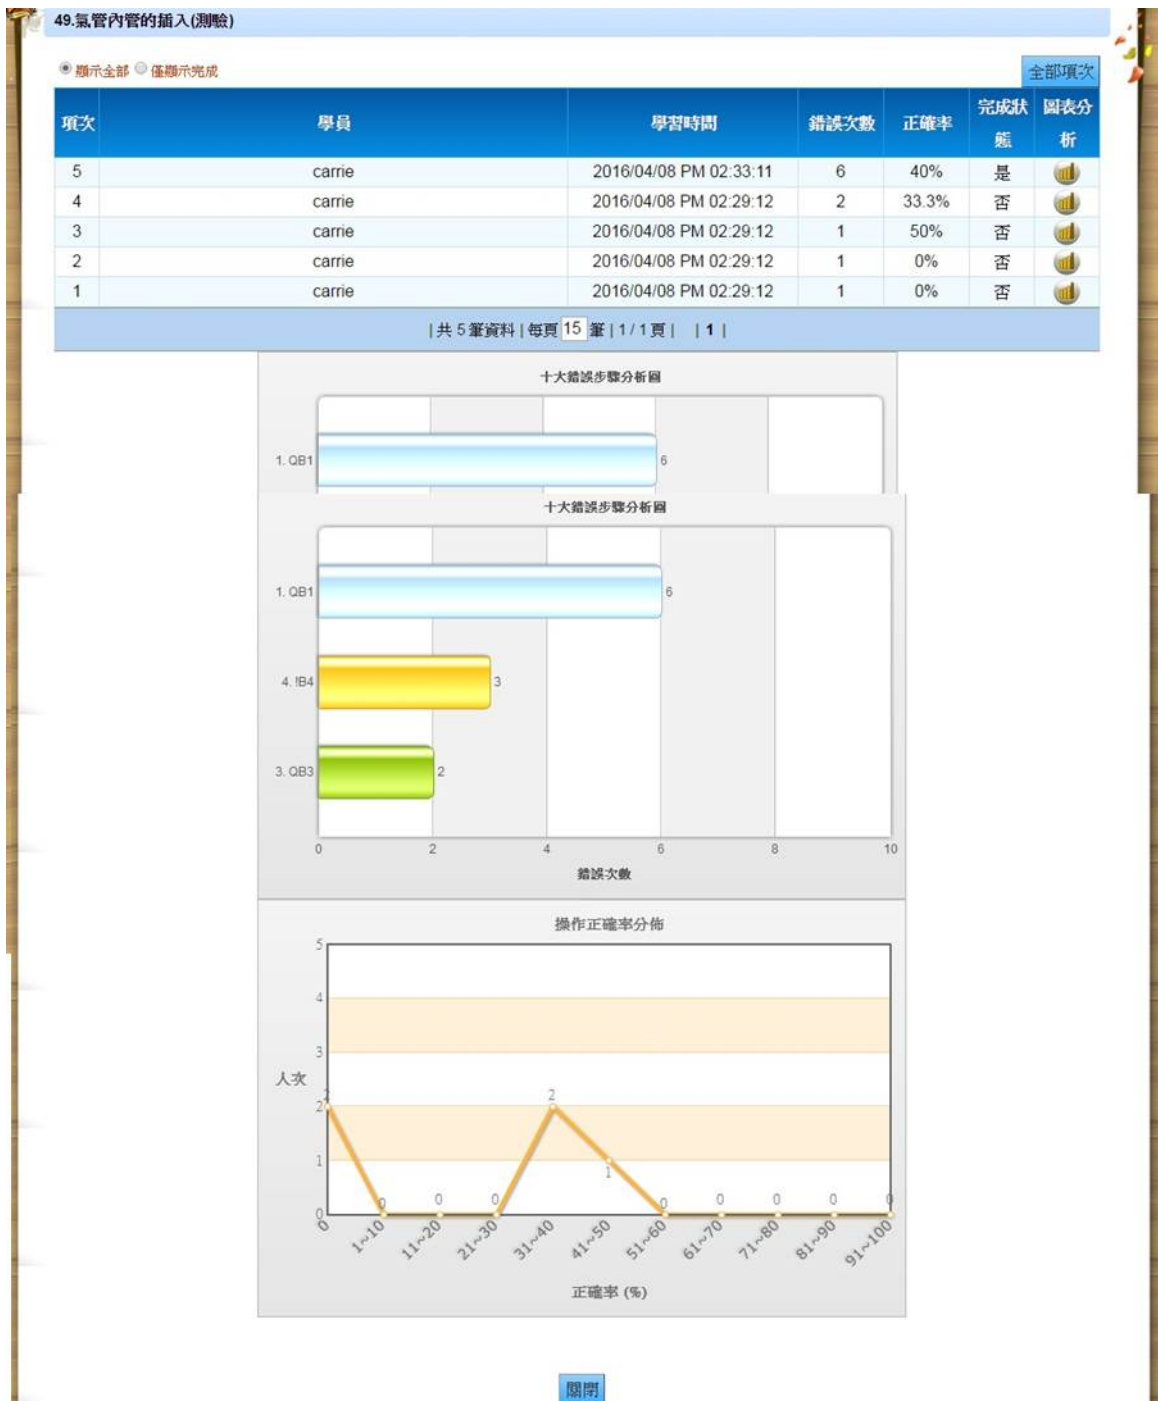 49.氣管內管的插入(測驗)
顯示全部 僅顯示完成
全部項次
項次 學員 學習時間 錯誤次數 正確率 完成狀態 圖表分析
5 carrie 2016/04/08 PM 02:33:11 6 40% 是
4 carrie 2016/04/08 PM 02:29:12 2 33.3% 否
3 carrie 2016/04/08 PM 02:29:12 1 50% 否
2 carrie 2016/04/08 PM 02:29:12 1 0% 否
1 carrie 2016/04/08 PM 02:29:12 1 0% 否
|共 5 筆資料|每頁 15 筆|1/1頁| |1|
十大錯誤步驟分析圖
1. QB1 6
十大錯誤步驟分析圖
1. QB1 6
4. !B4 3
3. QB3 2
0 2 4 6 8 10
錯誤次數
操作正確率分佈
5
4
3
人次
2
1
0
2 0 0 0 2 1 0 0 0 0 0
0 1~10 11~20 21~30 31~40 41~50 51~60 61~70 71~80 81~90 91~100
正確率 (%)
關閉